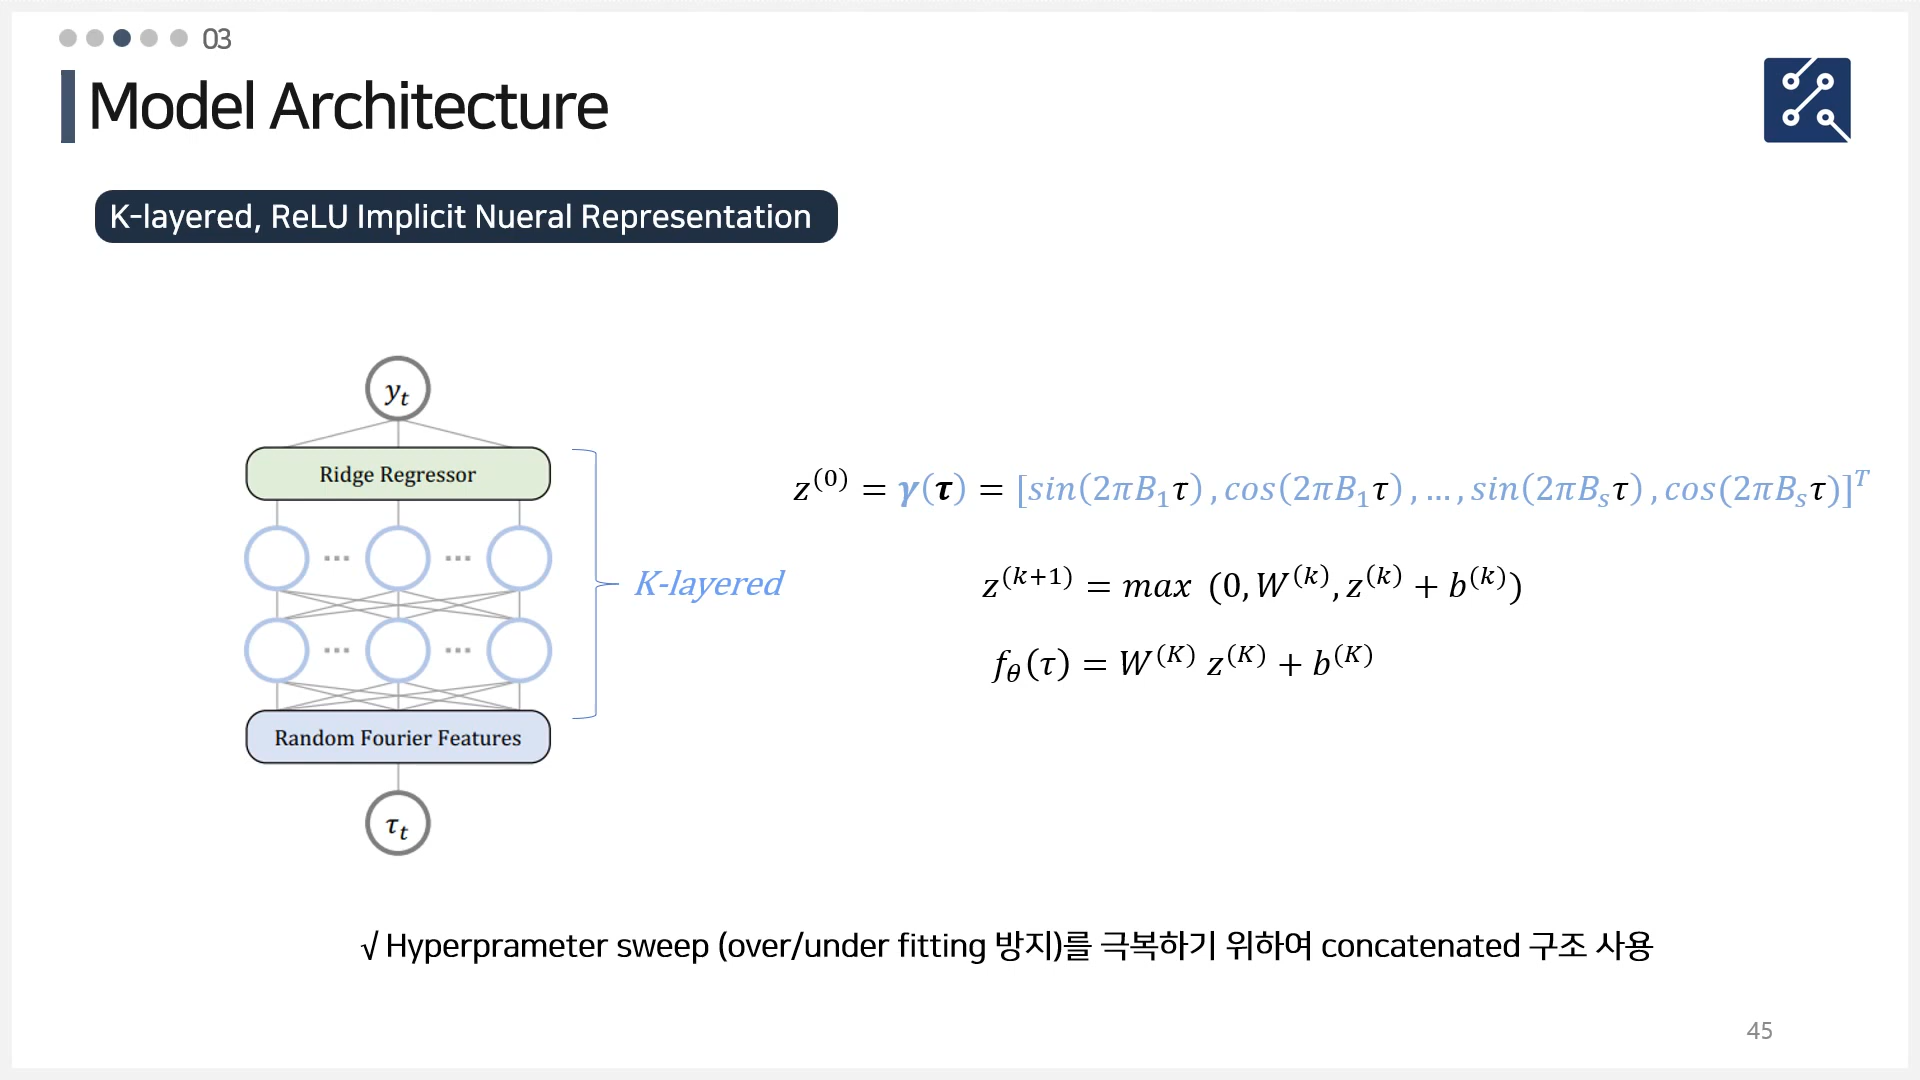 03
Model Architecture
K-layered, ReLU Implicit Nueral Representation
y_t
Ridge Regressor
... ...
K-layered
... ...
Random Fourier Features
τ_t
z^{(0)} = γ(τ) = [sin(2πB_1τ), cos(2πB_1τ), …, sin(2πB_sτ), cos(2πB_sτ)]^T
z^{(k+1)} = max (0, W^{(k)}, z^{(k)} + b^{(k)})
f_θ(τ) = W^{(K)} z^{(K)} + b^{(K)}
√ Hyperprameter sweep (over/under fitting 방지)를 극복하기 위하여 concatenated 구조 사용
45